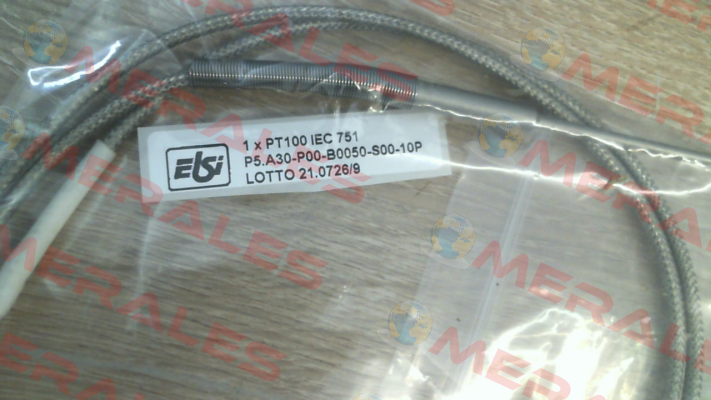 MERALES
MERALES
1 x PT100 IEC 751
Elsi
P5.A30-P00-B0050-S00-10P
LOTTO 21.0726/9
MERALES
MERALES
MERALES